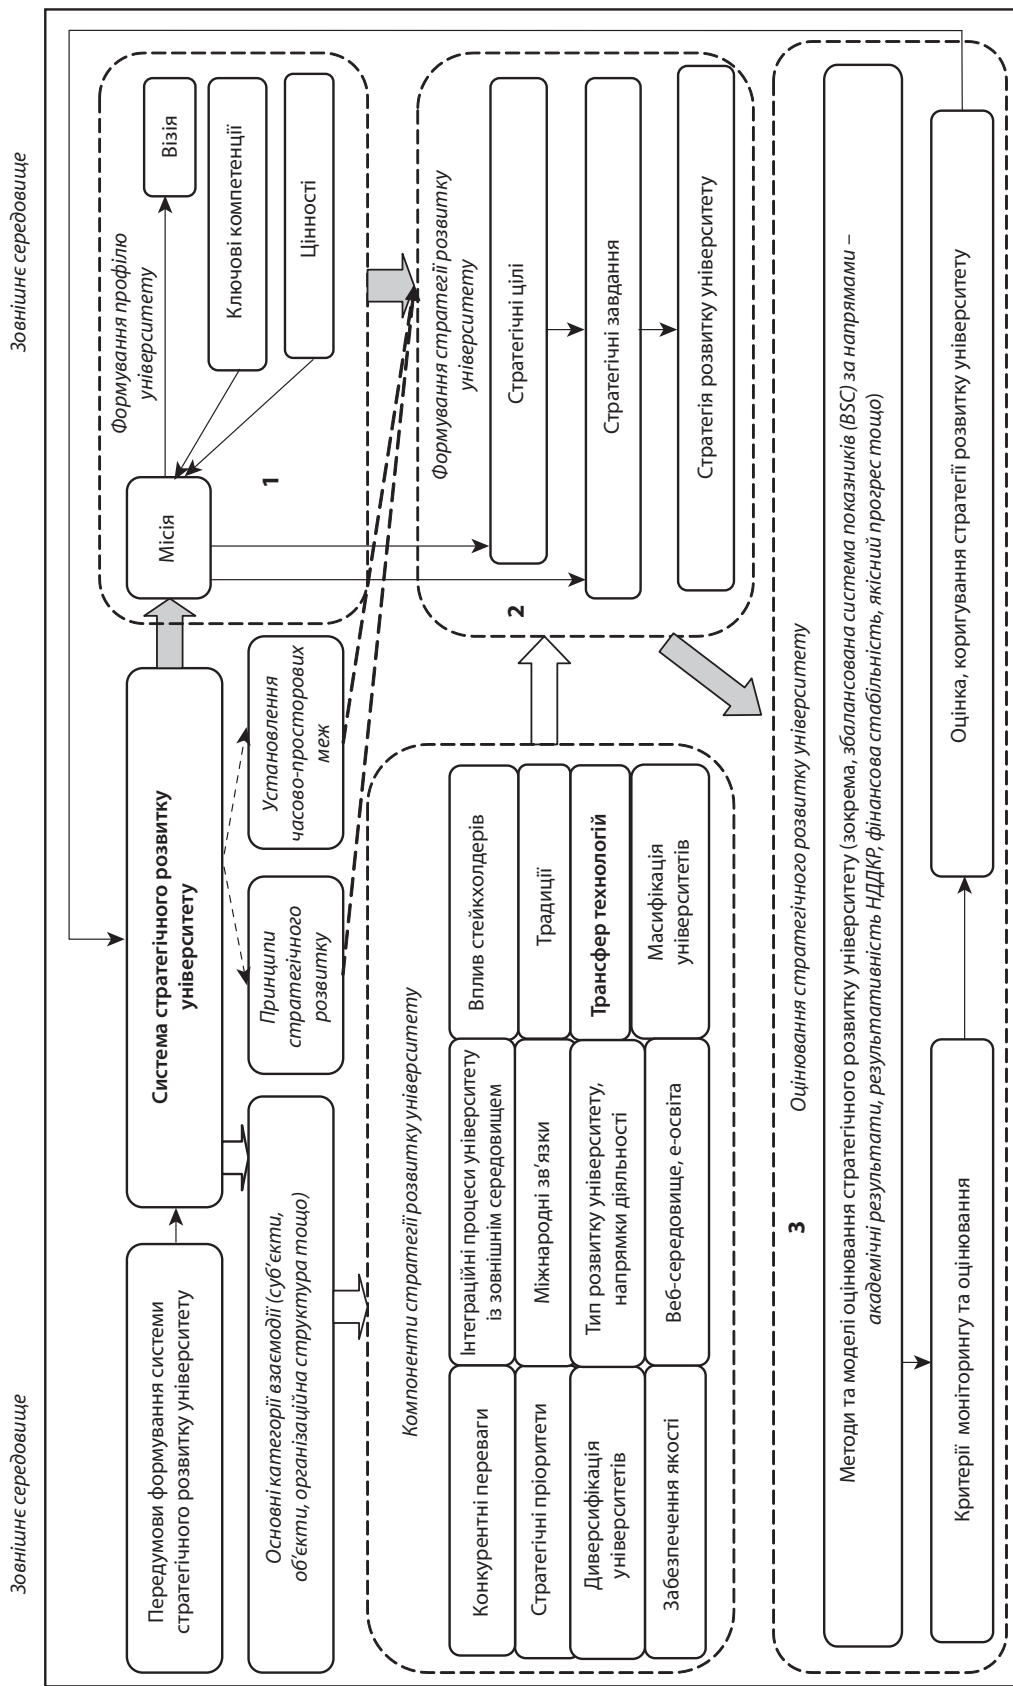 Зовнішнє середовище
Зовнішнє середовище
Передумови формування системи
стратегічного розвитку університету
Система стратегічного розвитку
університету
Місія
Формування профілю
університету
Візія
Ключові компетенції
Цінності
1
Основні категорії взаємодії (суб’єкти,
об’єкти, організаційна структура тощо)
Принципи
стратегічного
розвитку
Установлення
часово-просторових
меж
Компоненти стратегії розвитку університету
Конкурентні переваги
Інтеграційні процеси університету
із зовнішнім середовищем
Вплив стейкхолдерів
Стратегічні пріоритети
Міжнародні зв’язки
Традиції
Диверсифікація
університетів
Тип розвитку університету,
напрямки діяльності
Трансфер технологій
Забезпечення якості
Веб-середовище, е-освіта
Масифікація
університетів
2
Формування стратегії розвитку
університету
Стратегічні цілі
Стратегічні завдання
Стратегія розвитку університету
3
Оцінювання стратегічного розвитку університету
Методи та моделі оцінювання стратегічного розвитку університету (зокрема, збалансована система показників (BSC) за напрямами –
академічні результати, результативність НДДКР, фінансова стабільність, якісний прогрес тощо)
Критерії моніторингу та оцінювання
Оцінка, коригування стратегії розвитку університету